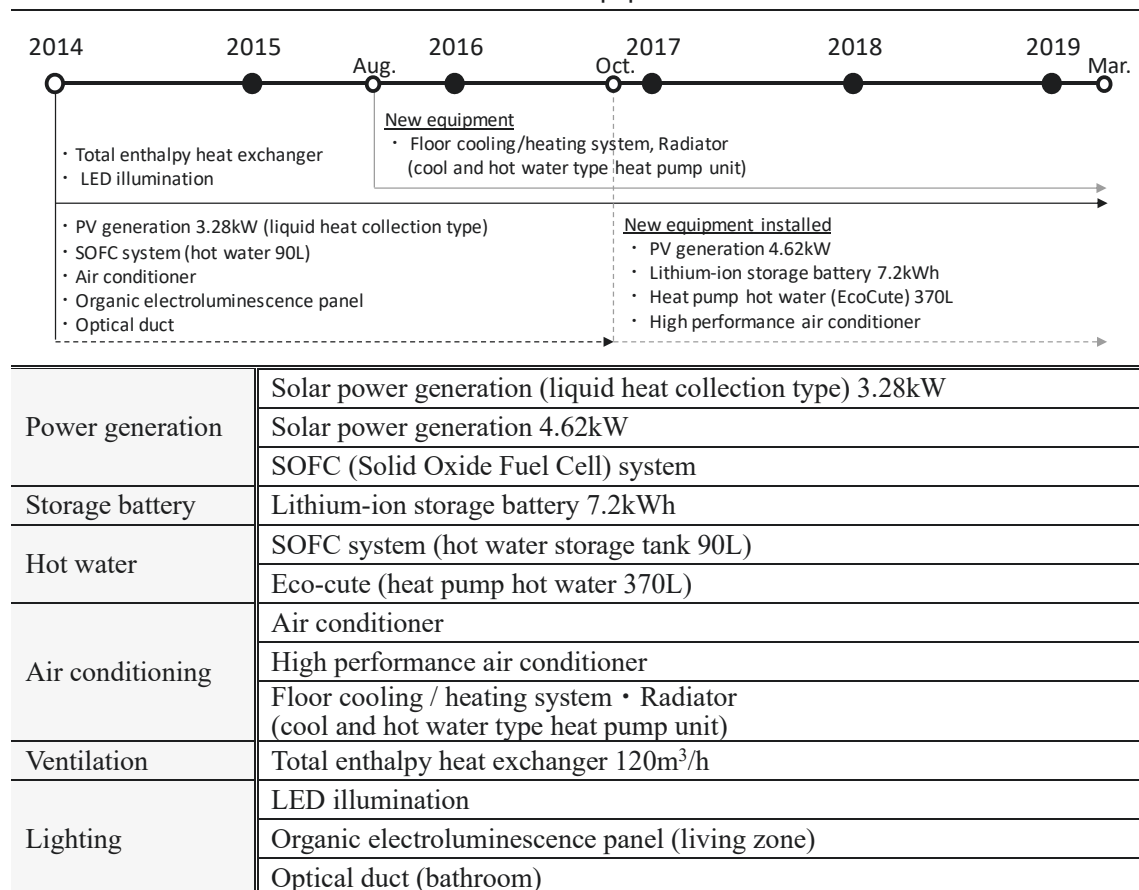 2014 2015 2016 2017 2018 2019
Aug. Oct. Mar.
New equipment
・ Floor cooling/heating system, Radiator
(cool and hot water type heat pump unit)
・Total enthalpy heat exchanger
・ LED illumination
・ PV generation 3.28kW (liquid heat collection type)
・ SOFC system (hot water 90L)
・ Air conditioner
・ Organic electroluminescence panel
・ Optical duct
New equipment installed
・ PV generation 4.62kW
・ Lithium-ion storage battery 7.2kWh
・ Heat pump hot water (EcoCute) 370L
・ High performance air conditioner
Power generation
Solar power generation (liquid heat collection type) 3.28kW
Solar power generation 4.62kW
SOFC (Solid Oxide Fuel Cell) system
Storage battery
Lithium-ion storage battery 7.2kWh
Hot water
SOFC system (hot water storage tank 90L)
Eco-cute (heat pump hot water 370L)
Air conditioning
Air conditioner
High performance air conditioner
Floor cooling / heating system・Radiator
(cool and hot water type heat pump unit)
Ventilation
Total enthalpy heat exchanger 120m³/h
Lighting
LED illumination
Organic electroluminescence panel (living zone)
Optical duct (bathroom)